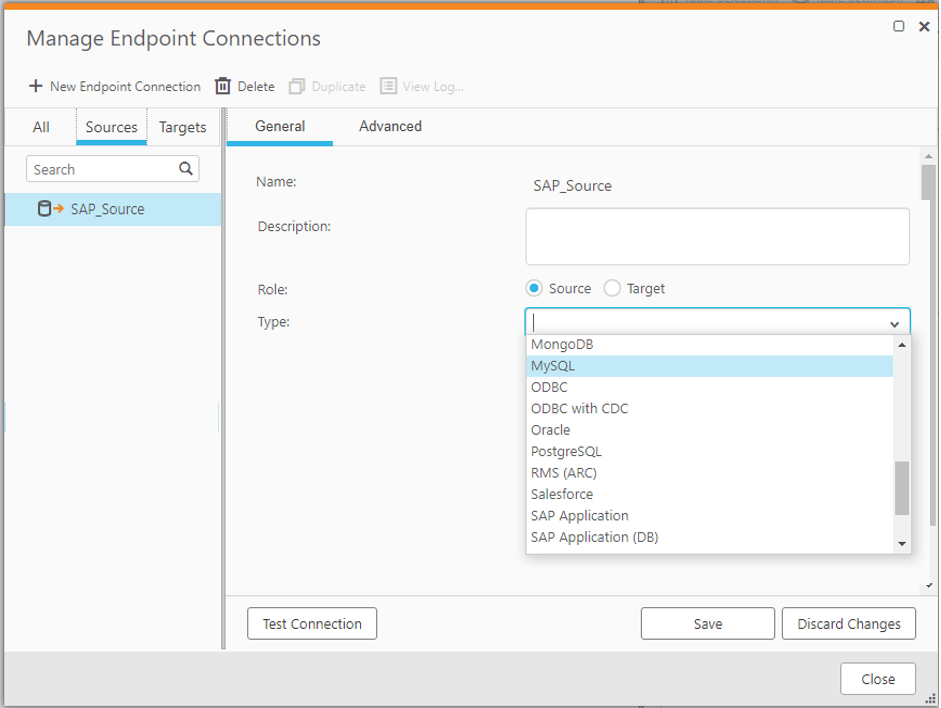 Manage Endpoint Connections
New Endpoint Connection Delete Duplicate View Log...
All Sources Targets General Advanced
Search
SAP_Source
Name: SAP_Source
Description:
Role: Source Target
Type:
MongoDB
MySQL
ODBC
ODBC with CDC
Oracle
PostgreSQL
RMS (ARC)
Salesforce
SAP Application
SAP Application (DB)
Test Connection Save Discard Changes
Close